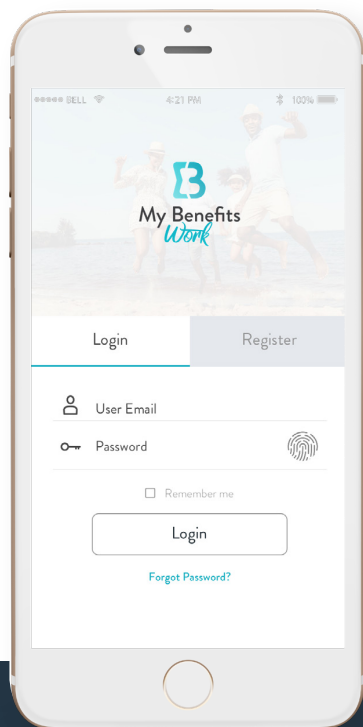 BELL 4:21 PM 100%
My Benefits
Work
Login Register
User Email
Password
Remember me
Login
Forgot Password?